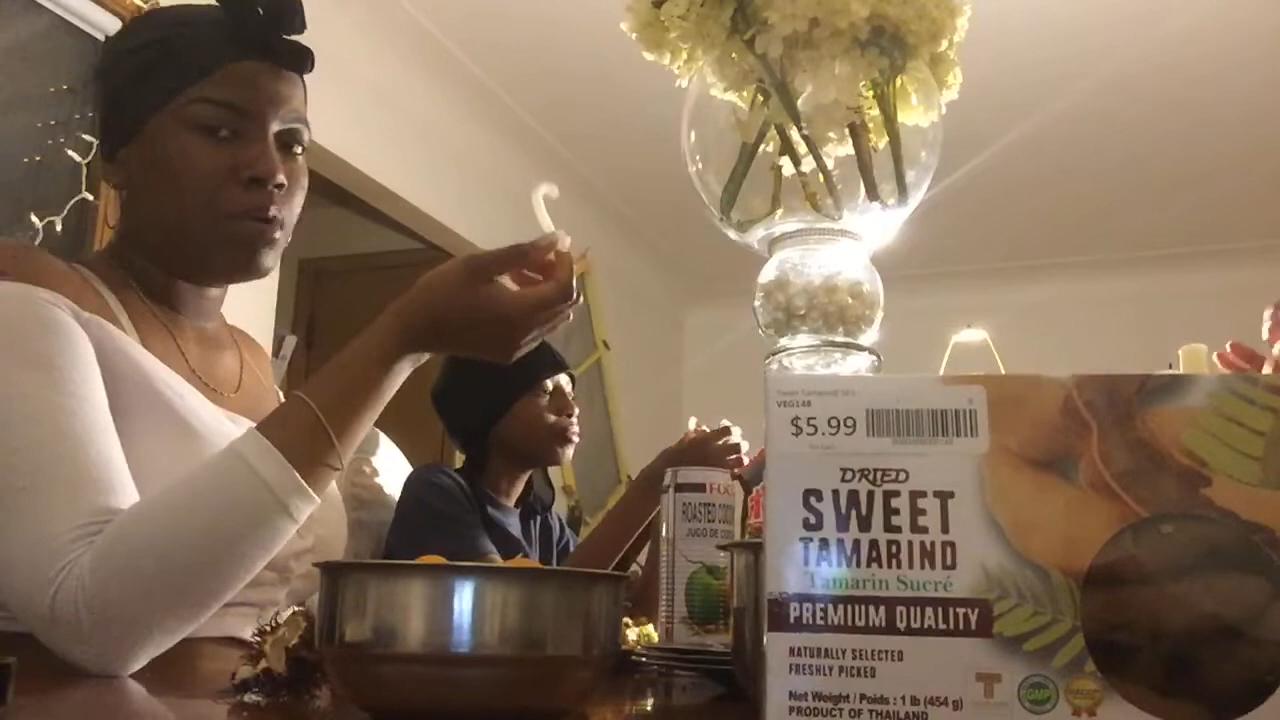 VEG148
$5.99
DRIED
SWEET
TAMARIND
Tamarin Sucré
PREMIUM QUALITY
NATURALLY SELECTED
FRESHLY PICKED
Net Weight / Poids : 1 lb (454 g)
PRODUCT OF THAILAND
GMP
ROASTED
JUGO DE